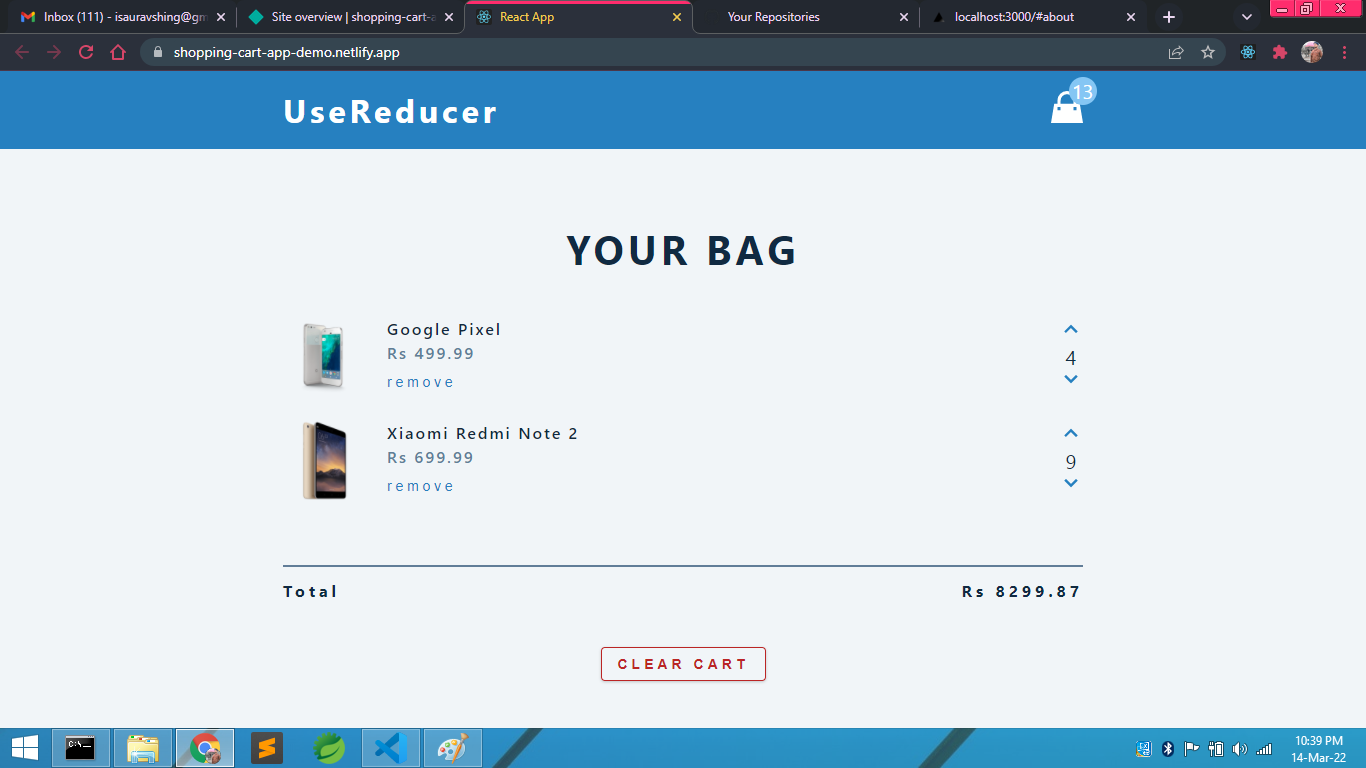 Inbox (111) - isauravshing@gm
Site overview | shopping-cart-a
React App
Your Repositories
localhost:3000/#about
shopping-cart-app-demo.netlify.app
UseReducer
13
YOUR BAG
Google Pixel
Rs 499.99
remove
4
Xiaomi Redmi Note 2
Rs 699.99
remove
9
Total
Rs 8299.87
CLEAR CART
10:39 PM
14-Mar-22